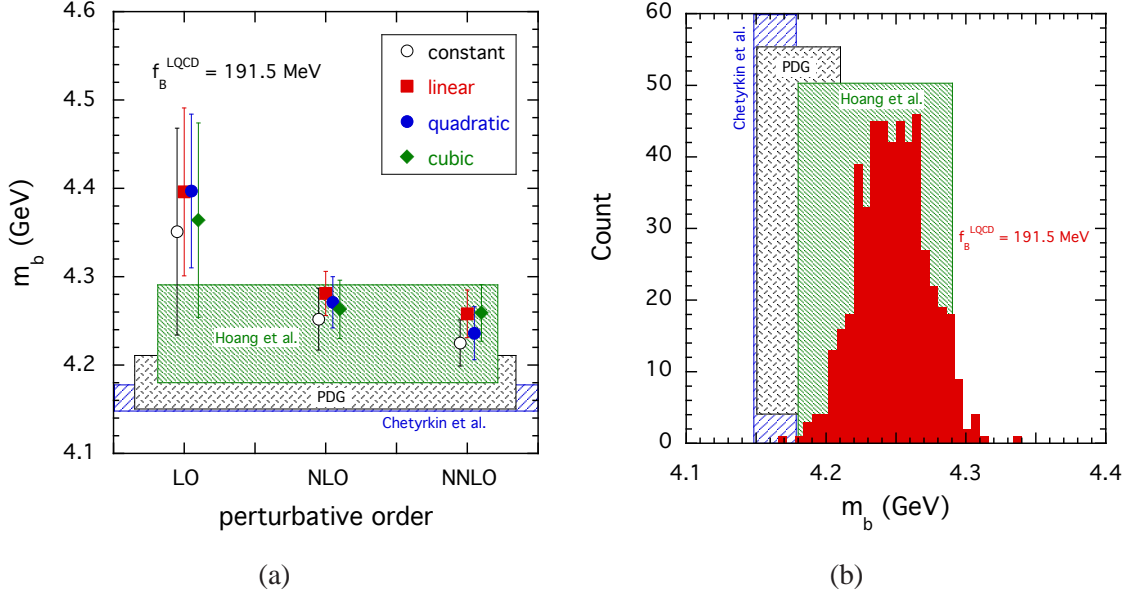 4.6
4.5
4.4
4.3
4.2
4.1
m_b (GeV)
f_B^LQCD = 191.5 MeV
constant
linear
quadratic
cubic
Hoang et al.
PDG
Chetyrkin et al.
LO NLO NNLO
perturbative order
(a)
60
50
40
30
20
10
0
Count
Chetyrkin et al.
PDG
Hoang et al.
f_B^LQCD = 191.5 MeV
4.1 4.2 4.3 4.4
m_b (GeV)
(b)